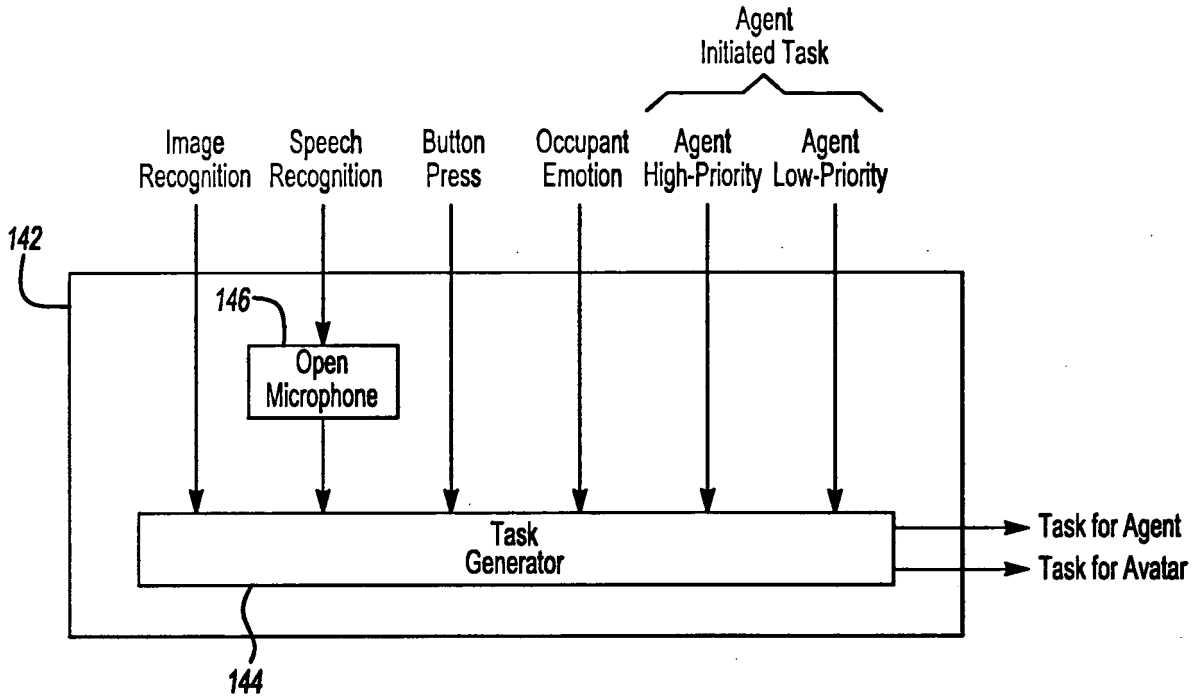 Agent
Initiated Task
Image
Recognition
Speech
Recognition
Button
Press
Occupant
Emotion
Agent
High-Priority
Agent
Low-Priority
142
146
Open
Microphone
Task
Generator
Task for Agent
Task for Avatar
144